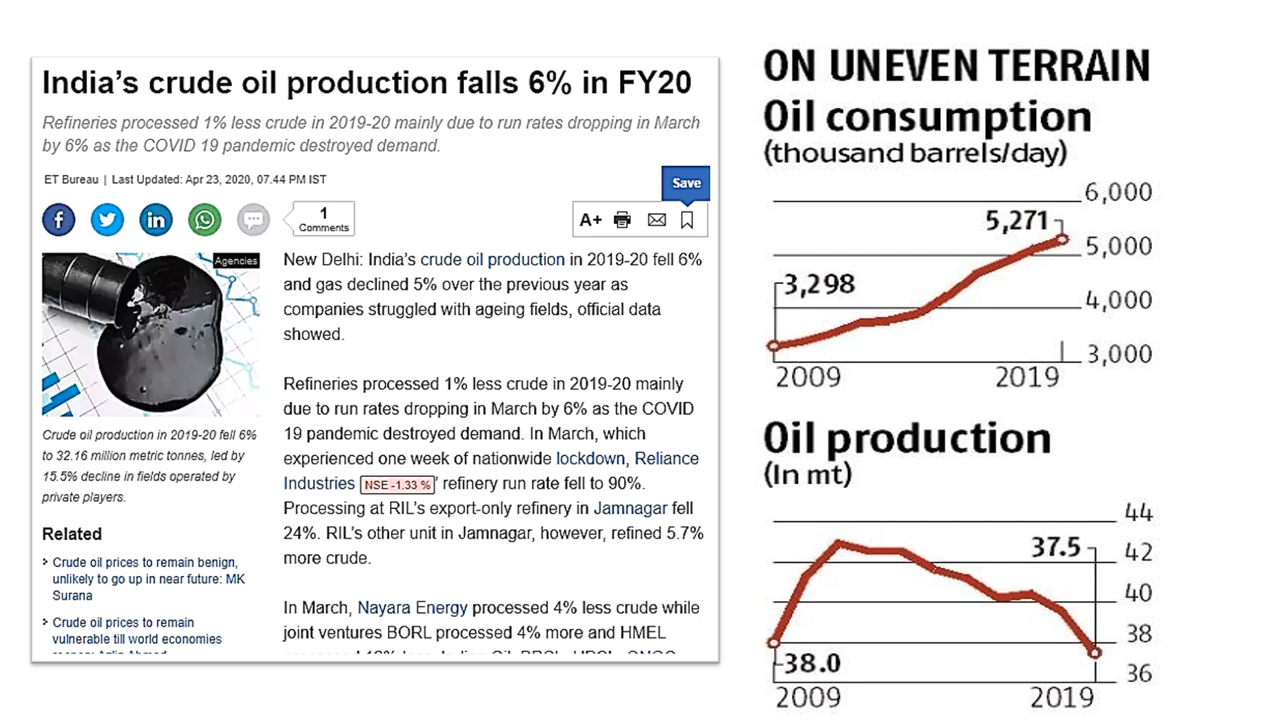 India's crude oil production falls 6% in FY20
Refineries processed 1% less crude in 2019-20 mainly due to run rates dropping in March
by 6% as the COVID 19 pandemic destroyed demand.
ET Bureau | Last Updated: Apr 23, 2020, 07.44 PM IST
Save
1
Comments
A+
Agencies
Crude oil production in 2019-20 fell 6%
to 32.16 million metric tonnes, led by
15.5% decline in fields operated by
private players.
Related
Crude oil prices to remain benign,
unlikely to go up in near future: MK
Surana
Crude oil prices to remain
vulnerable till world economies
New Delhi: India's crude oil production in 2019-20 fell 6%
and gas declined 5% over the previous year as
companies struggled with ageing fields, official data
showed.
Refineries processed 1% less crude in 2019-20 mainly
due to run rates dropping in March by 6% as the COVID
19 pandemic destroyed demand. In March, which
experienced one week of nationwide lockdown, Reliance
Industries NSE -1.33 % ' refinery run rate fell to 90%.
Processing at RIL's export-only refinery in Jamnagar fell
24%. RIL's other unit in Jamnagar, however, refined 5.7%
more crude.
In March, Nayara Energy processed 4% less crude while
joint ventures BORL processed 4% more and HMEL
ON UNEVEN TERRAIN
Oil consumption
(thousand barrels/day)
6,000
5,271
5,000
3,298
4,000
3,000
2009 2019
Oil production
(In mt)
44
37.5
42
40
38
38.0
36
2009 2019